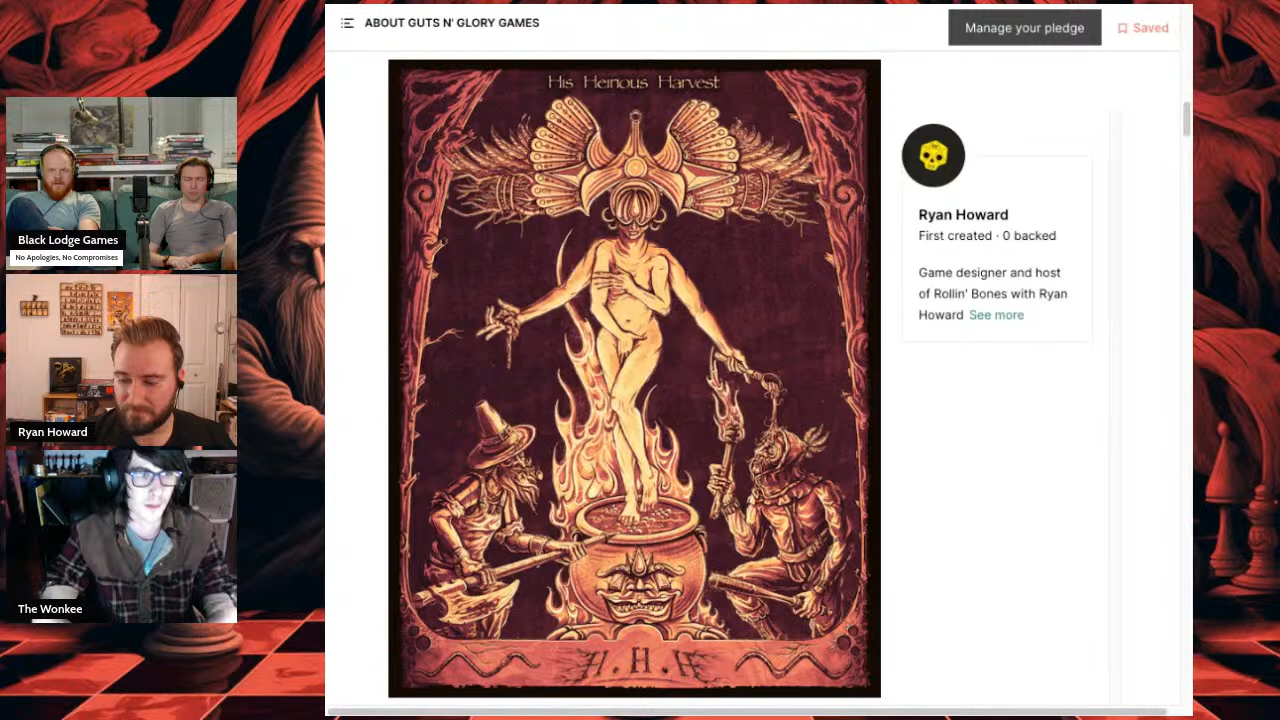 ABOUT GUTS N' GLORY GAMES
Manage your pledge
Saved
His Heinous Harvest
Black Lodge Games
No Apologies, No Compromises
Ryan Howard
First created · 0 backed
Game designer and host
of Rollin' Bones with Ryan
Howard See more
Ryan Howard
The Wonkee
H.H.H